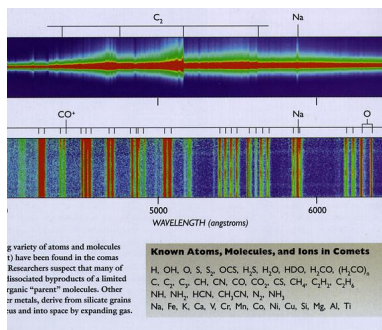 C₂ Na
CO⁺ Na O
5000 6000
WAVELENGTH (angstroms)
g variety of atoms and molecules
t) have been found in the comas
Researchers suspect that many of
dissociated byproducts of a limited
rganic “parent” molecules. Other
er metals, derive from silicate grains
eus and into space by expanding gas.
Known Atoms, Molecules, and Ions in Comets
H, OH, O, S, S₂, OCS, H₂S, H₂O, HDO, H₂CO, (H₂CO)ₙ
C, C₂, C₃, CH, CN, CO, CO₂, CS, CH₄, C₂H₂, C₂H₆
NH, NH₂, HCN, CH₃CN, N₂, NH₃
Na, Fe, K, Ca, V, Cr, Mn, Co, Ni, Cu, Si, Mg, Al, Ti